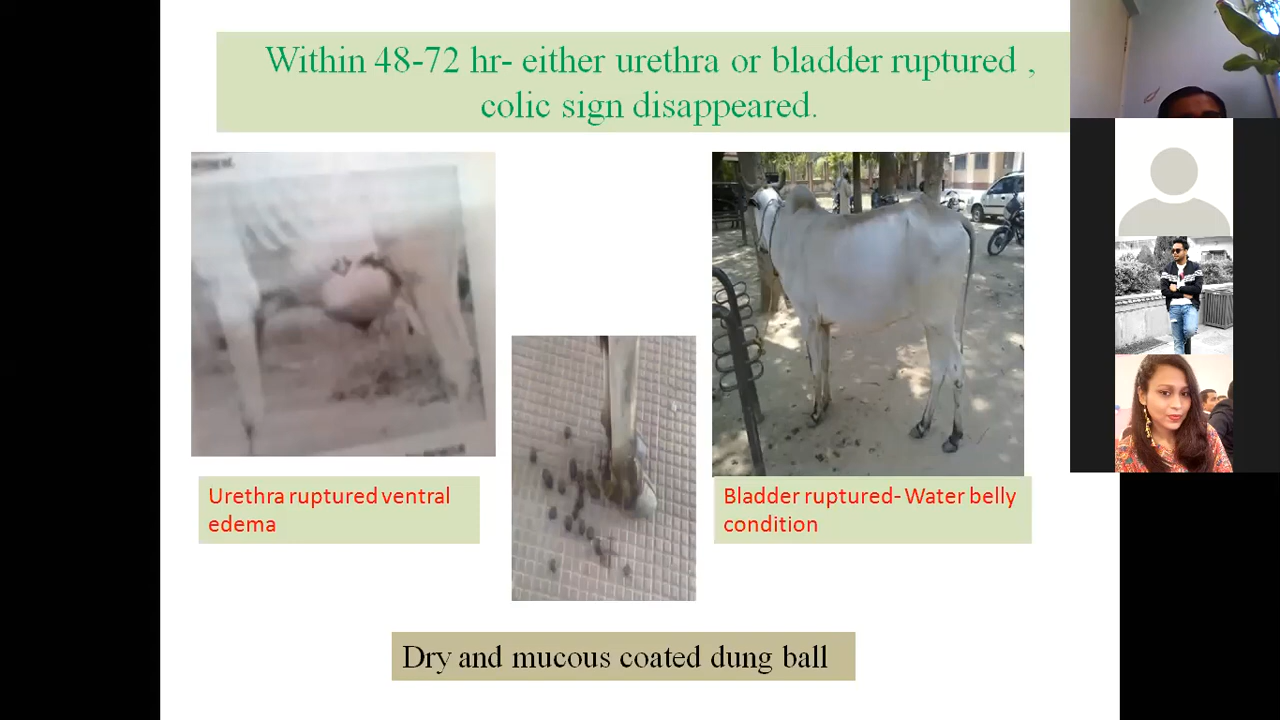 Within 48-72 hr- either urethra or bladder ruptured ,
colic sign disappeared.
Urethra ruptured ventral
edema
Bladder ruptured- Water belly
condition
Dry and mucous coated dung ball